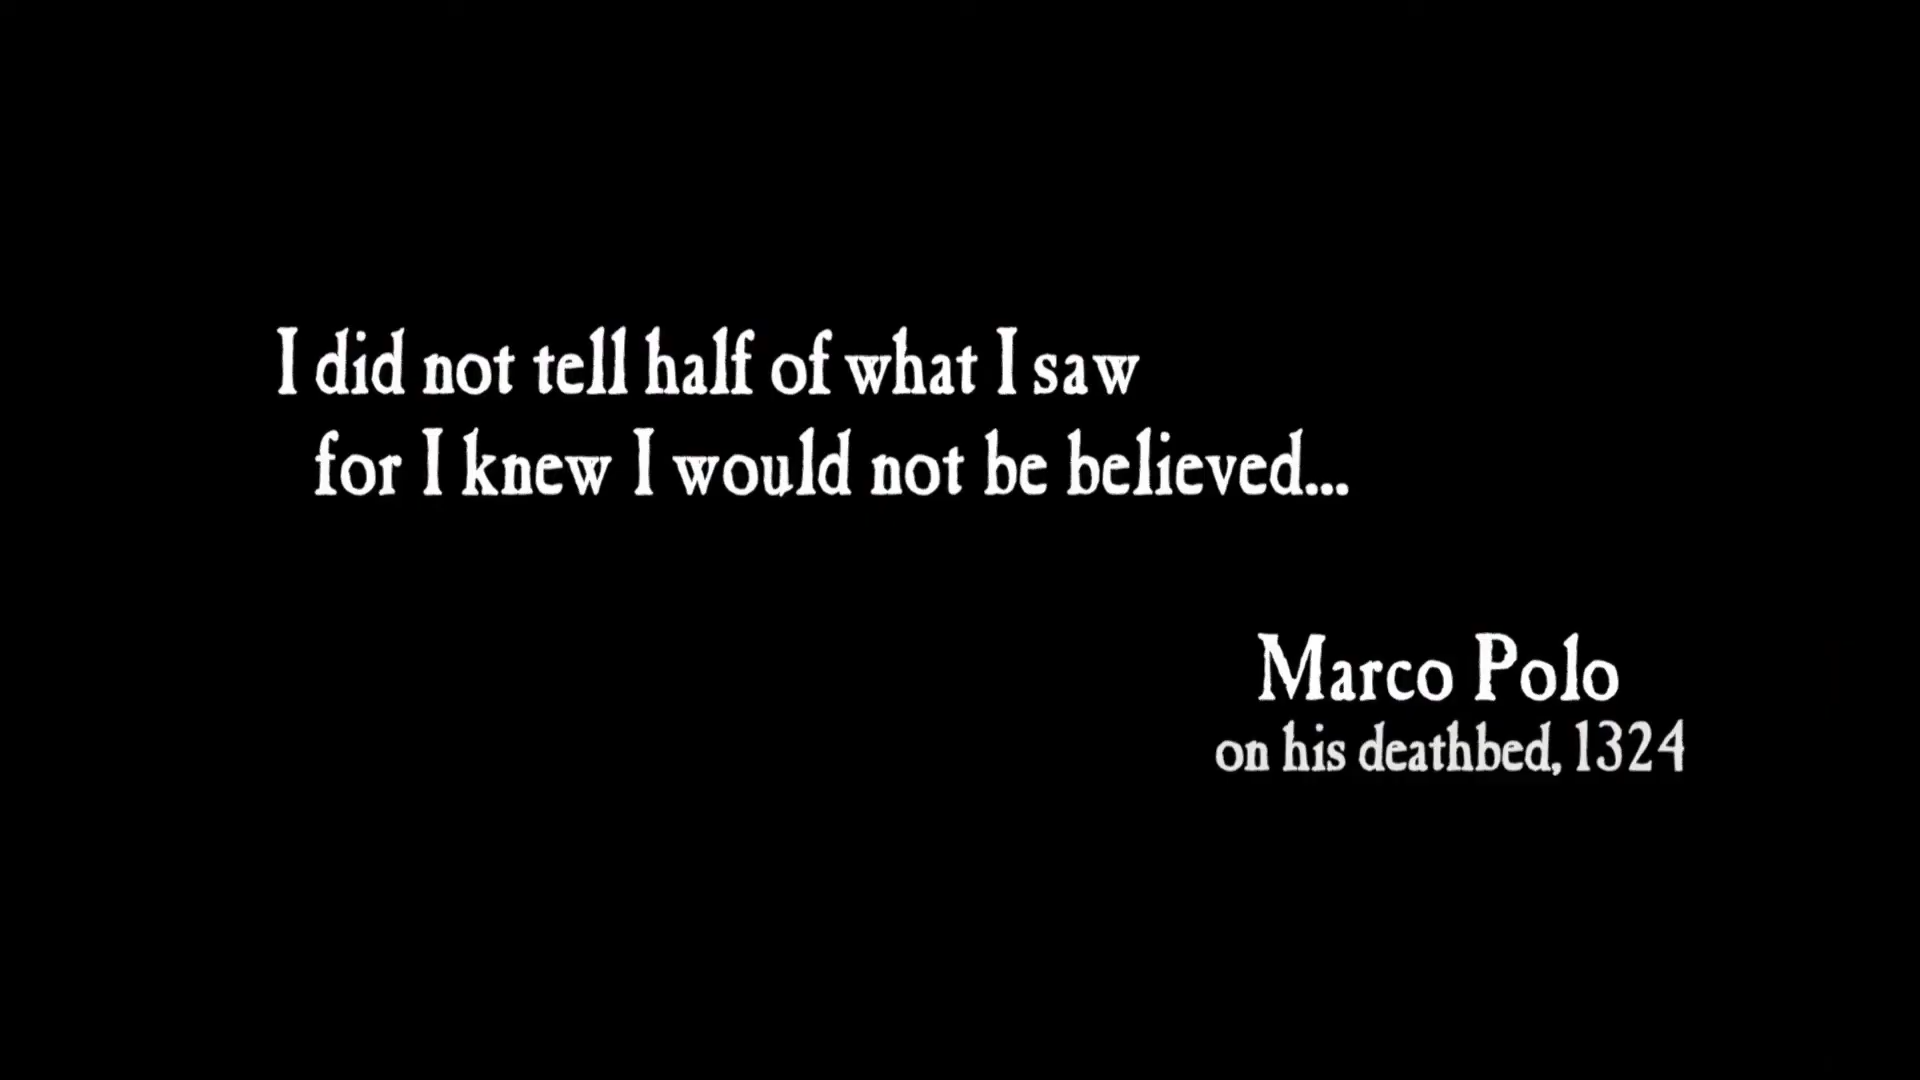 I did not tell half of what I saw
for I knew I would not be believed...
Marco Polo
on his deathbed, 1324